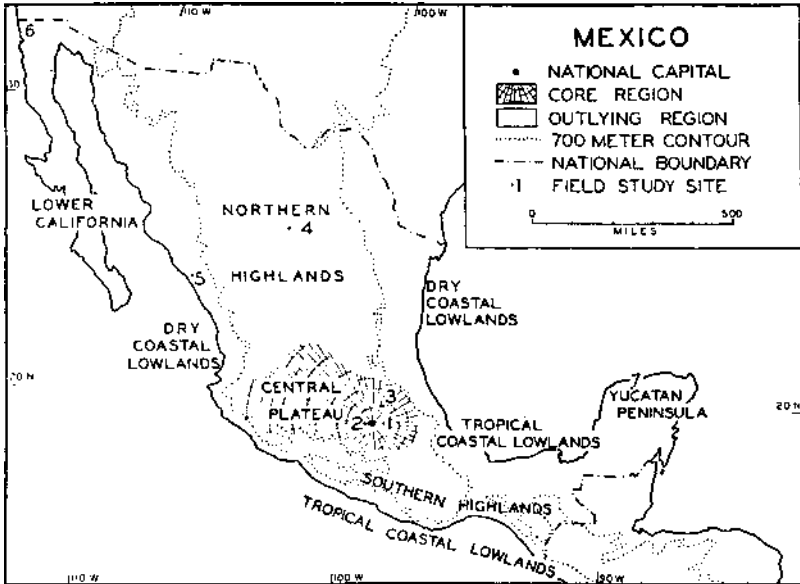 110 W
100 W
6
30
MEXICO
NATIONAL CAPITAL
CORE REGION
OUTLYING REGION
700 METER CONTOUR
NATIONAL BOUNDARY
1 FIELD STUDY SITE
0 500
MILES
LOWER
CALIFORNIA
NORTHERN
4
5
HIGHLANDS
DRY
COASTAL
LOWLANDS
DRY
COASTAL
LOWLANDS
20 N
CENTRAL
PLATEAU
3
2 1
7
YUCATAN
PENINSULA
20 N
TROPICAL
COASTAL LOWLANDS
SOUTHERN HIGHLANDS
TROPICAL COASTAL LOWLANDS
110 W
100 W
90 W